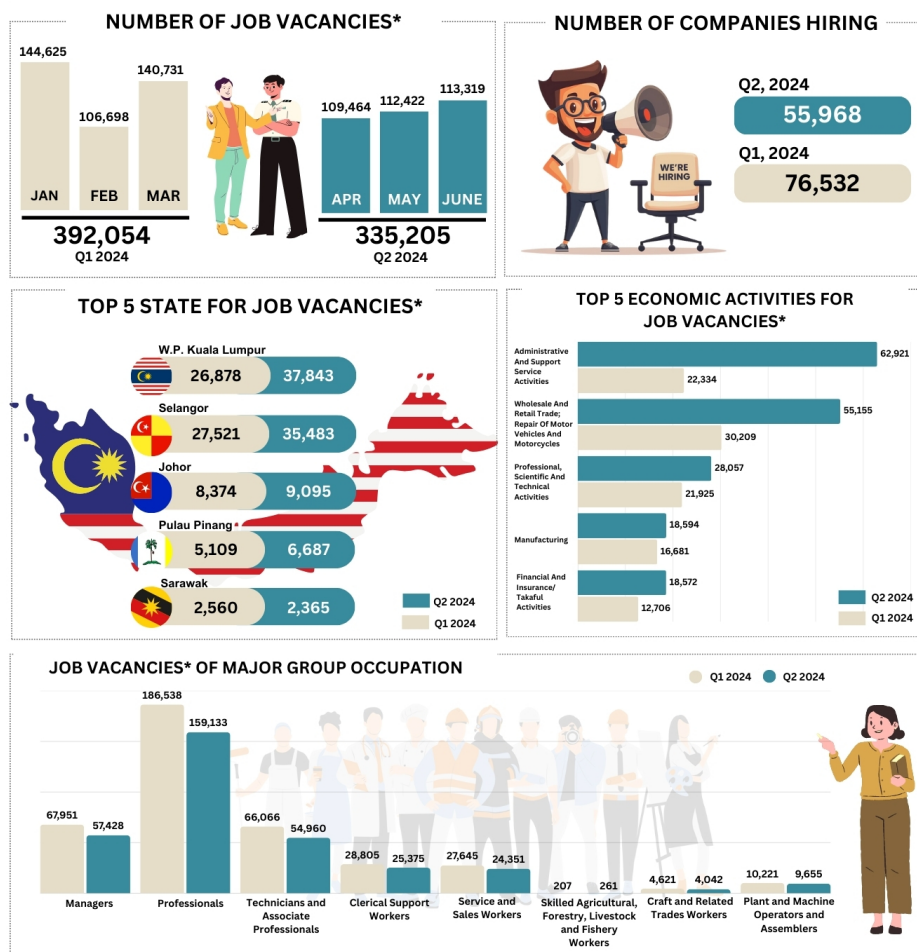 NUMBER OF JOB VACANCIES*
144,625
106,698
140,731
JAN
FEB
MAR
392,054
Q1 2024
109,464
112,422
113,319
APR
MAY
JUNE
335,205
Q2 2024
NUMBER OF COMPANIES HIRING
WE'RE
HIRING
Q2, 2024
55,968
Q1, 2024
76,532
TOP 5 STATE FOR JOB VACANCIES*
W.P. Kuala Lumpur
26,878 37,843
Selangor
27,521 35,483
Johor
8,374 9,095
Pulau Pinang
5,109 6,687
Sarawak
2,560 2,365
Q2 2024
Q1 2024
TOP 5 ECONOMIC ACTIVITIES FOR
JOB VACANCIES*
Administrative
And Support
Service
Activities
62,921
22,334
Wholesale And
Retail Trade;
Repair Of Motor
Vehicles And
Motorcycles
55,155
30,209
Professional,
Scientific And
Technical
Activities
28,057
21,925
Manufacturing
18,594
16,681
Financial And
Insurance/
Takaful
Activities
18,572
12,706
Q2 2024
Q1 2024
JOB VACANCIES* OF MAJOR GROUP OCCUPATION
Q1 2024 Q2 2024
67,951
57,428
Managers
186,538
159,133
Professionals
66,066
54,960
Technicians and
Associate
Professionals
28,805
25,375
Clerical Support
Workers
27,645
24,351
Service and
Sales Workers
207
261
Skilled Agricultural,
Forestry, Livestock
and Fishery
Workers
4,621
4,042
Craft and Related
Trades Workers
10,221
9,655
Plant and Machine
Operators and
Assemblers